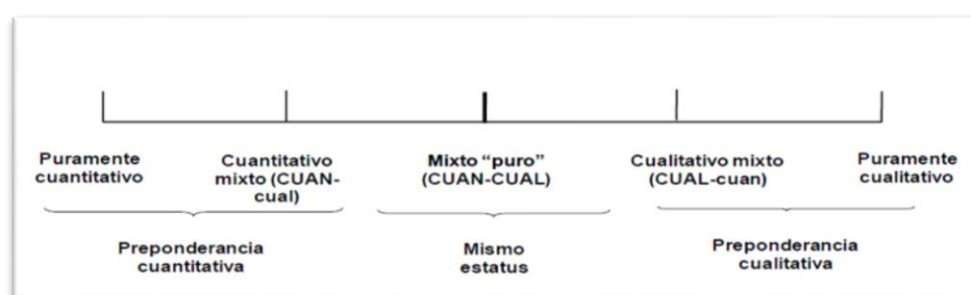 Puramente
cuantitativo
Cuantitativo
mixto (CUAN-
cual)
Mixto “puro”
(CUAN-CUAL)
Cualitativo mixto
(CUAL-cuan)
Puramente
cualitativo
Preponderancia
cuantitativa
Mismo
estatus
Preponderancia
cualitativa